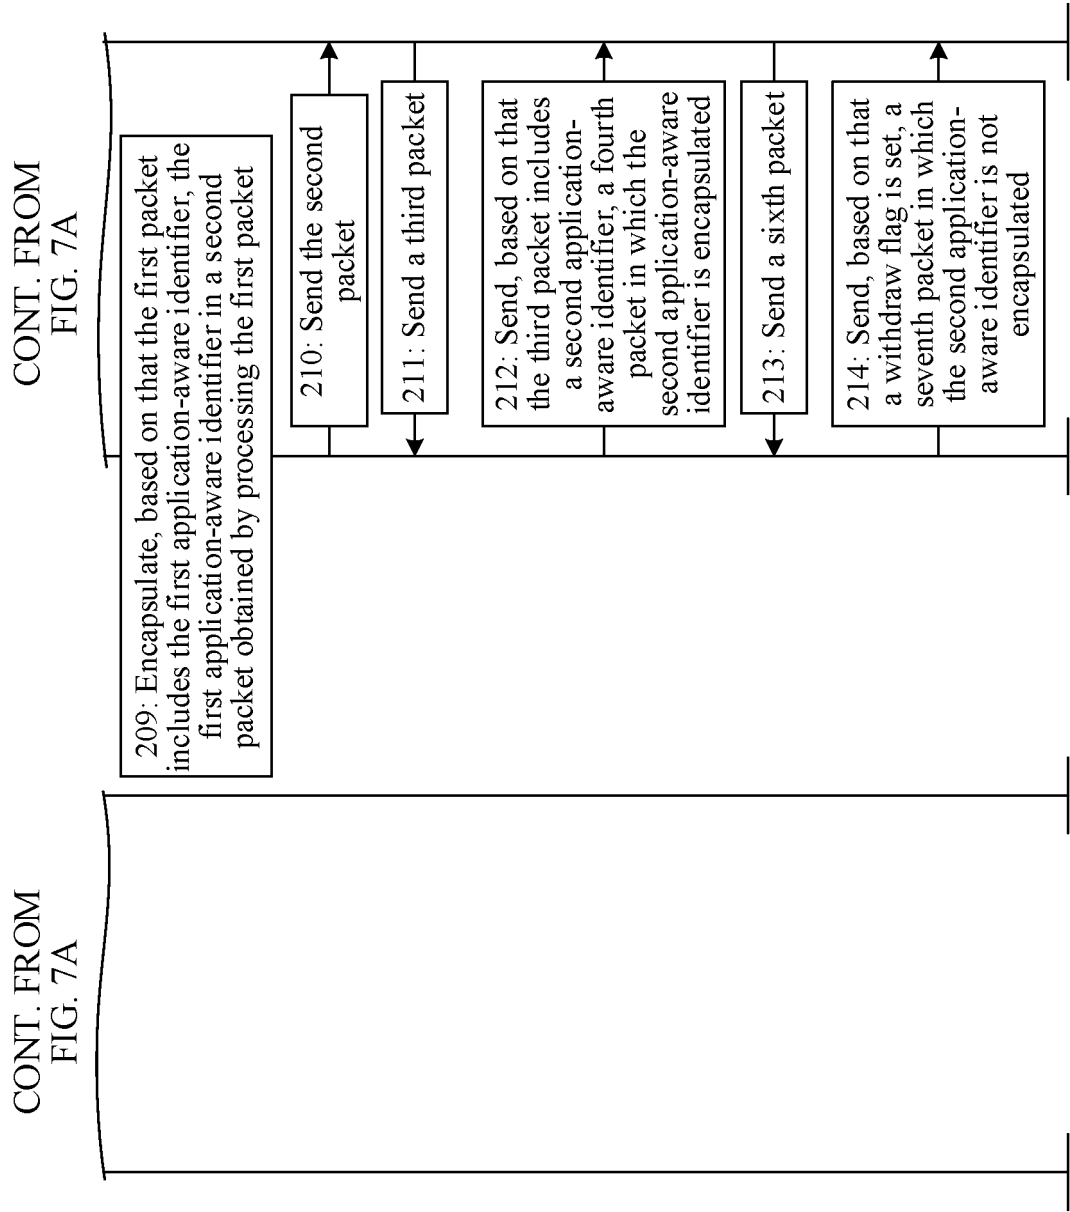 CONT. FROM
FIG. 7A
CONT. FROM
FIG. 7A
209: Encapsulate, based on that the first packet
includes the first application-aware identifier, the
first application-aware identifier in a second
packet obtained by processing the first packet
210: Send the second
packet
211: Send a third packet
212: Send, based on that
the third packet includes
a second application-
aware identifier, a fourth
packet in which the
second application-aware
identifier is encapsulated
213: Send a sixth packet
214: Send, based on that
a withdraw flag is set, a
seventh packet in which
the second application-
aware identifier is not
encapsulated